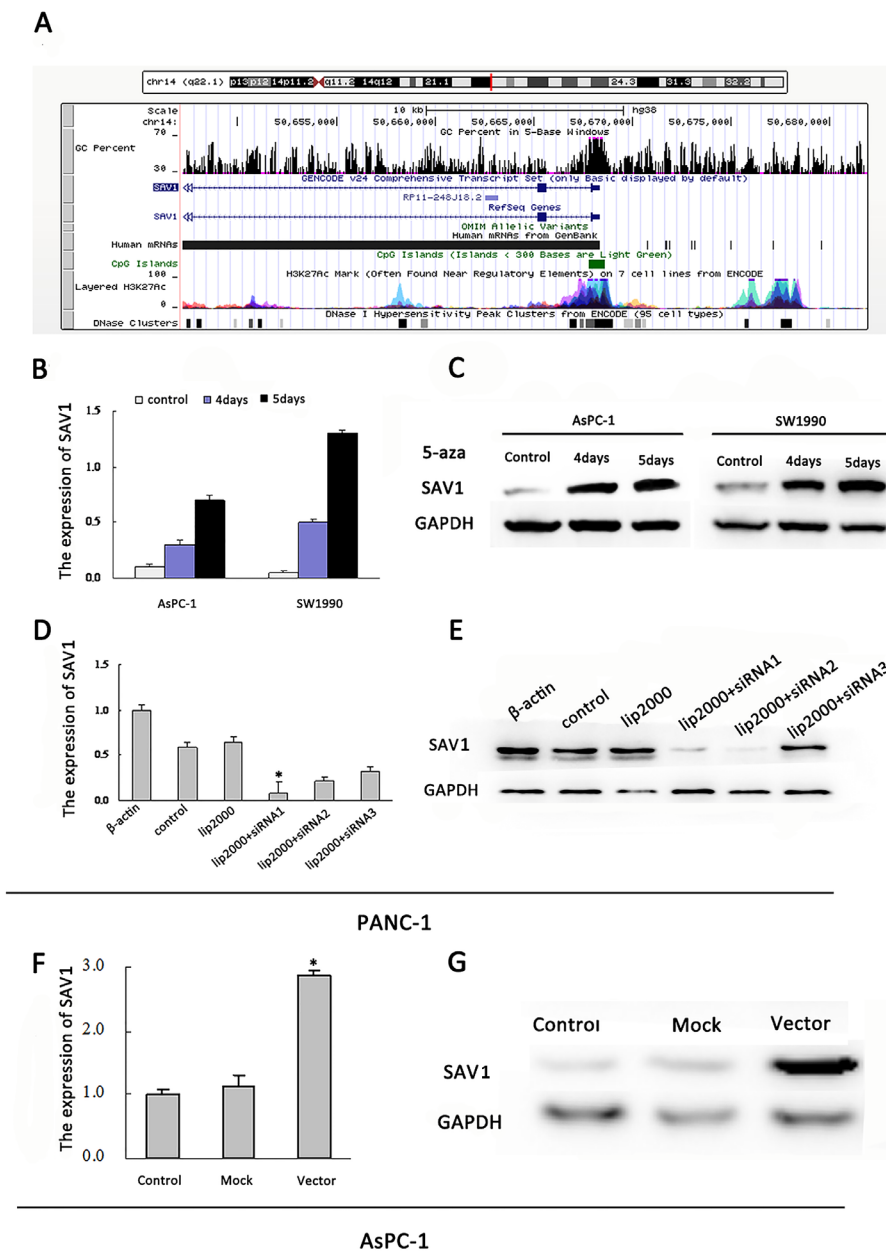 A
chr14 (q22.1) p13 p12 14p11.2 q11.2 14q12 21.1 24.3 31.3 32.2
Scale 10 kb hg38
chr14: 50,655,000 50,660,000 50,665,000 50,670,000 50,675,000 50,680,000
70 _ GC Percent in 5-Base Windows
GC Percent
30 _
GENCODE v24 Comprehensive Transcript Set (only Basic displayed by default)
SAV1
RP11-248J18.2
RefSeq Genes
SAV1
OMIM Allelic Variants
Human mRNAs from GenBank
Human mRNAs
CpG Islands (Islands < 300 Bases are Light Green)
CpG Islands
100 _ H3K27Ac Mark (Often Found Near Regulatory Elements) on 7 cell lines from ENCODE
Layered H3K27Ac
0 _
DNase I Hypersensitivity Peak Clusters from ENCODE (95 cell types)
DNase Clusters
B
The expression of SAV1
control 4days 5days
1.5
1.0
0.5
0.0
AsPC-1 SW1990
C
AsPC-1 SW1990
5-aza Control 4days 5days Control 4days 5days
SAV1
GAPDH
D
The expression of SAV1
1.5
1.0
0.5
0.0
β-actin control lip2000 lip2000+siRNA1 lip2000+siRNA2 lip2000+siRNA3
*
E
β-actin control lip2000 lip2000+siRNA1 lip2000+siRNA2 lip2000+siRNA3
SAV1
GAPDH
PANC-1
F
The expression of SAV1
3.0
2.0
1.0
0.0
*
Control Mock Vector
G
Control Mock Vector
SAV1
GAPDH
AsPC-1